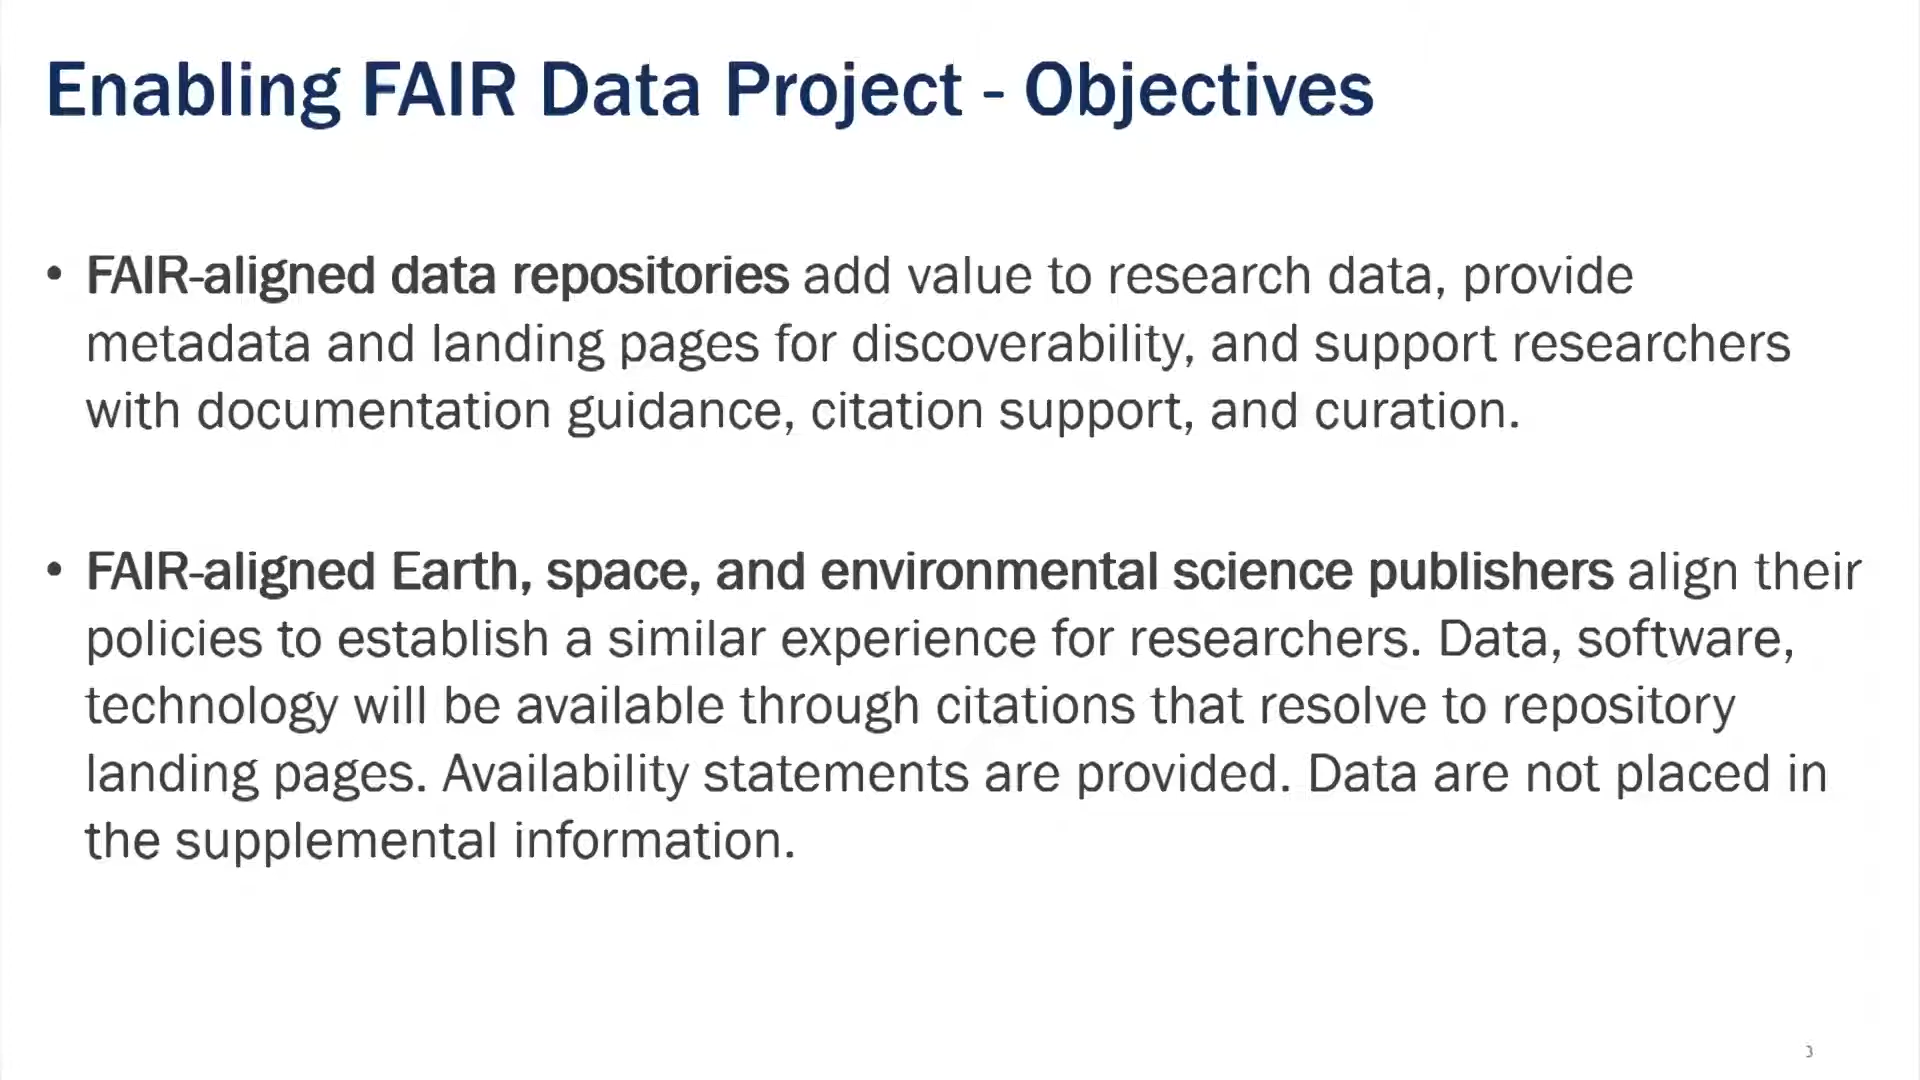 Enabling FAIR Data Project - Objectives
• FAIR-aligned data repositories add value to research data, provide
metadata and landing pages for discoverability, and support researchers
with documentation guidance, citation support, and curation.
• FAIR-aligned Earth, space, and environmental science publishers align their
policies to establish a similar experience for researchers. Data, software,
technology will be available through citations that resolve to repository
landing pages. Availability statements are provided. Data are not placed in
the supplemental information.
3